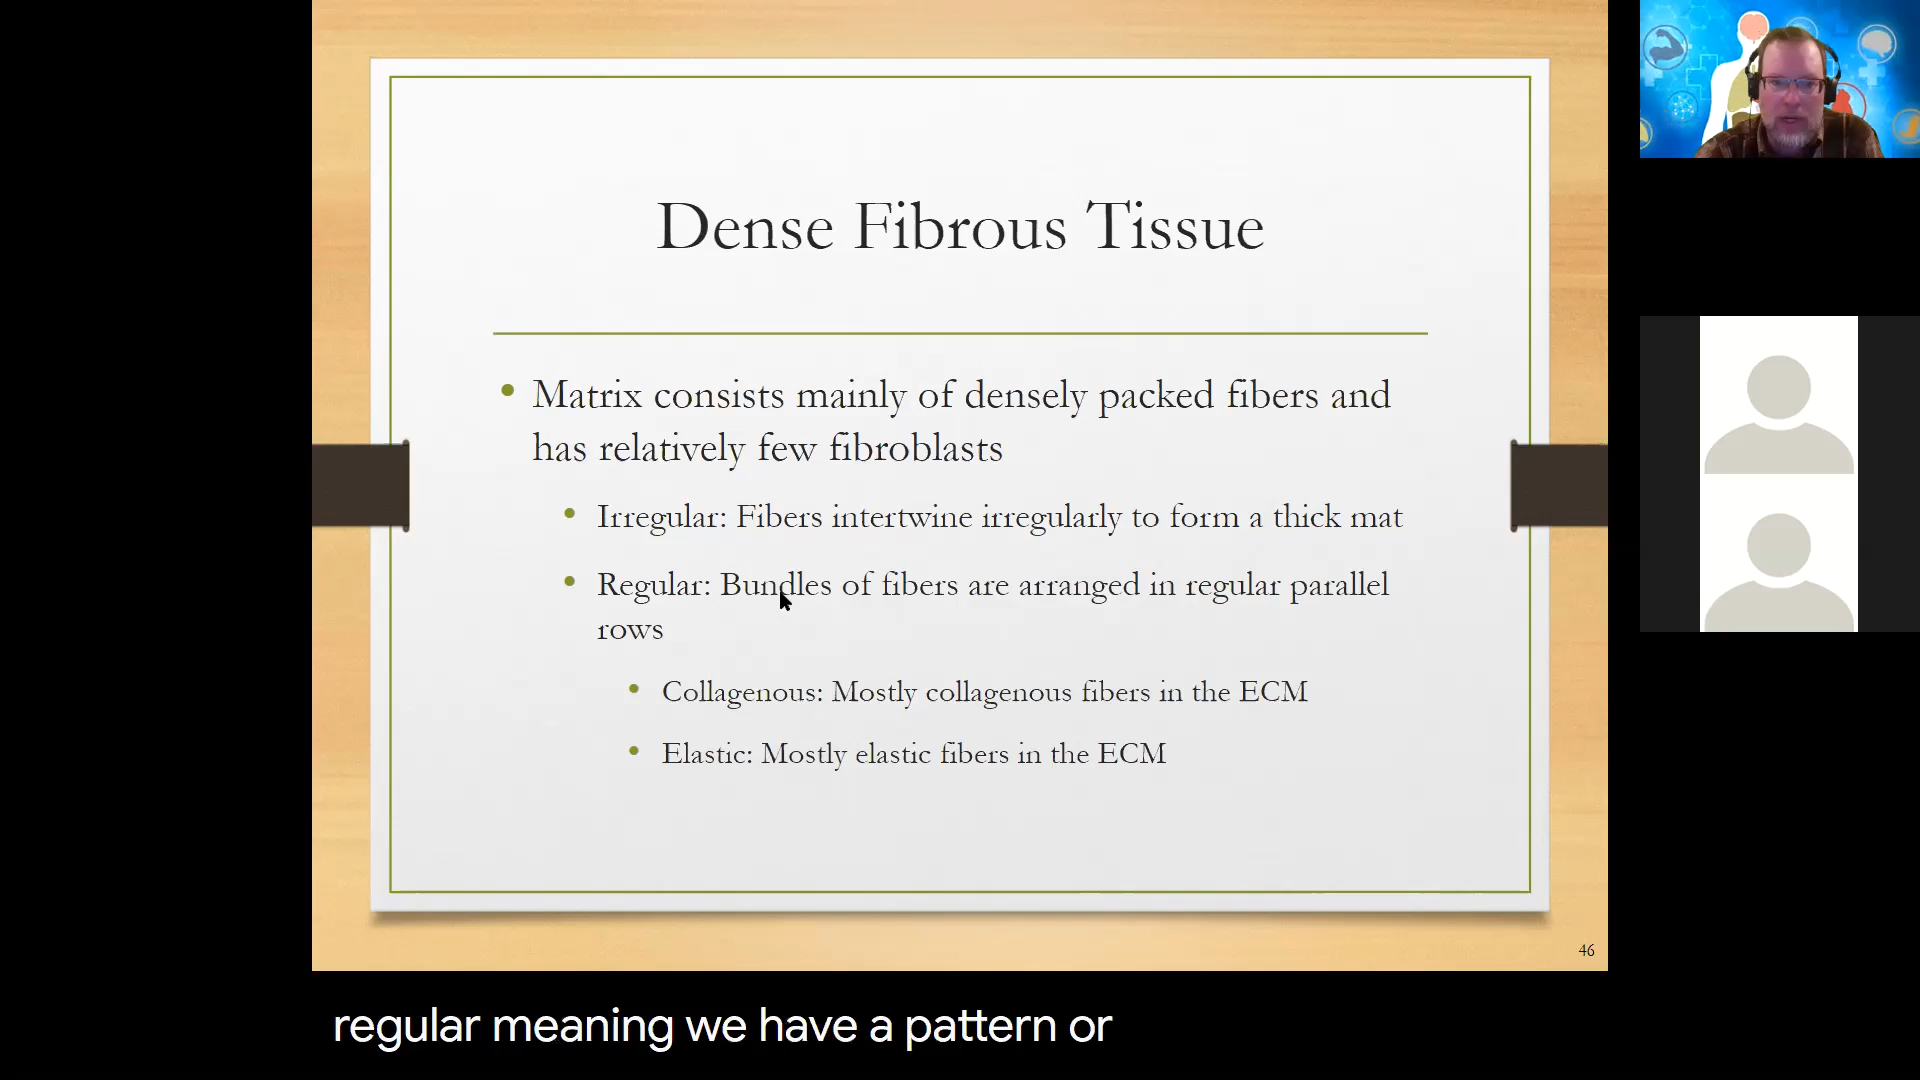 Dense Fibrous Tissue
• Matrix consists mainly of densely packed fibers and
has relatively few fibroblasts
• Irregular: Fibers intertwine irregularly to form a thick mat
• Regular: Bundles of fibers are arranged in regular parallel
rows
• Collagenous: Mostly collagenous fibers in the ECM
• Elastic: Mostly elastic fibers in the ECM
46
regular meaning we have a pattern or